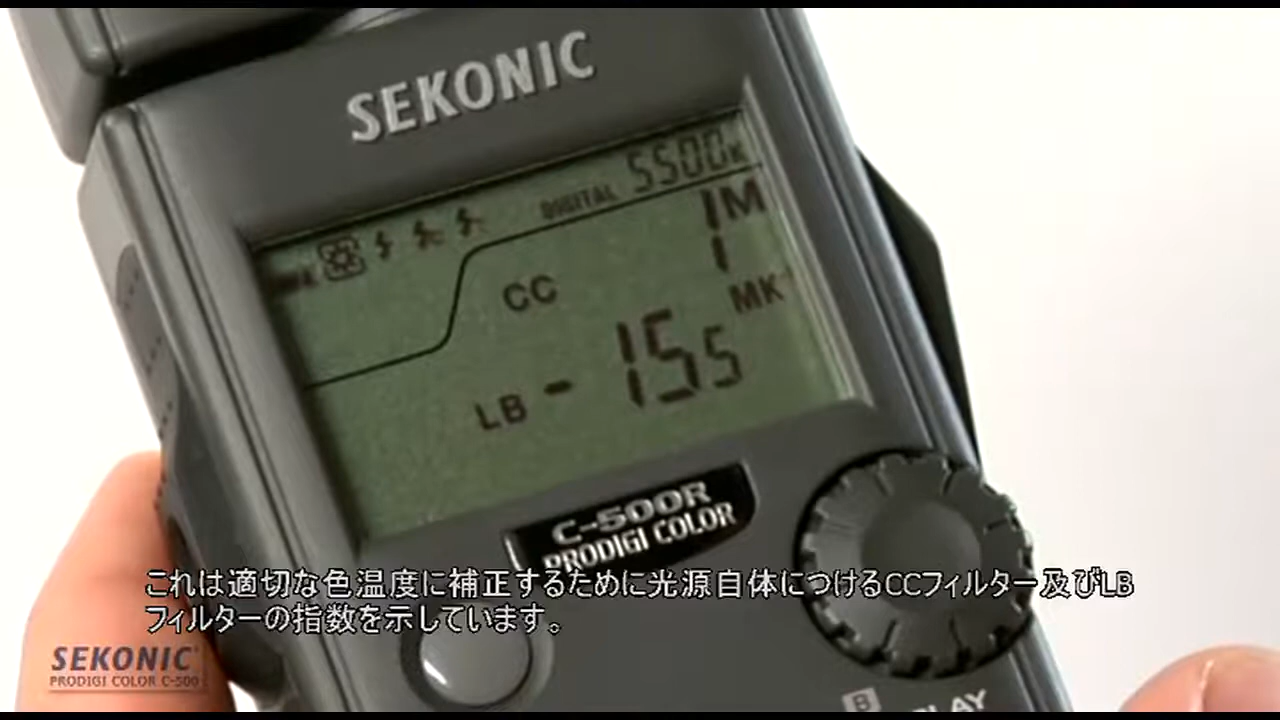 SEKONIC
DIGITAL 5500K
1M
CC
MK⁻¹
LB -155
C-500R
PRODIGI COLOR
これは適切な色温度に補正するために光源自体につけるCCフィルター及びLB
フィルターの指数を示しています。
SEKONIC
PRODIGI COLOR C-500
B
LAY